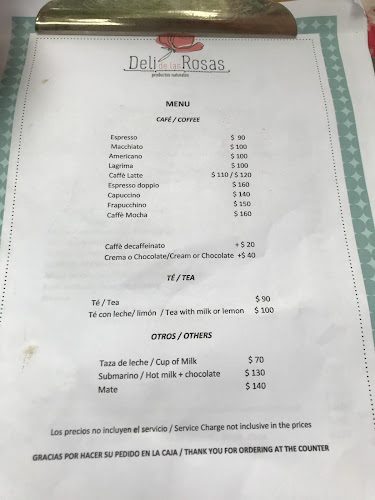 Deli de las Rosas
productos naturales
MENU
CAFÉ / COFFEE
Espresso $ 90
Macchiato $ 100
Americano $ 100
Lagrima $ 100
Caffè Latte $ 110 / $ 120
Espresso doppio $ 160
Capuccino $ 140
Frapucchino $ 150
Caffè Mocha $ 160
Caffè decaffeinato + $ 20
Crema o Chocolate/Cream or Chocolate +$ 40
TÉ / TEA
Té / Tea $ 90
Té con leche/ limón / Tea with milk or lemon $ 100
OTROS / OTHERS
Taza de leche / Cup of Milk $ 70
Submarino / Hot milk + chocolate $ 130
Mate $ 140
Los precios no incluyen el servicio / Service Charge not inclusive in the prices
GRACIAS POR HACER SU PEDIDO EN LA CAJA / THANK YOU FOR ORDERING AT THE COUNTER